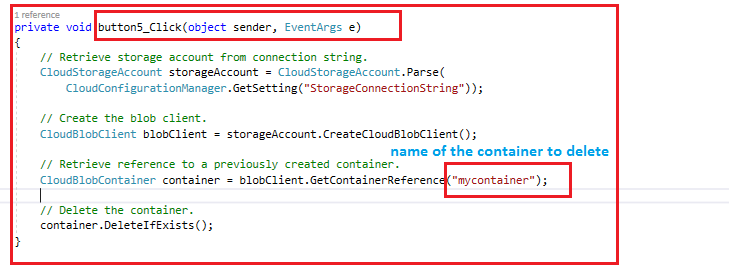 1 reference
private void button5_Click(object sender, EventArgs e)
{
// Retrieve storage account from connection string.
CloudStorageAccount storageAccount = CloudStorageAccount.Parse(
CloudConfigurationManager.GetSetting("StorageConnectionString"));
// Create the blob client.
CloudBlobClient blobClient = storageAccount.CreateCloudBlobClient();
name of the container to delete
// Retrieve reference to a previously created container.
CloudBlobContainer container = blobClient.GetContainerReference("mycontainer");
// Delete the container.
container.DeleteIfExists();
}